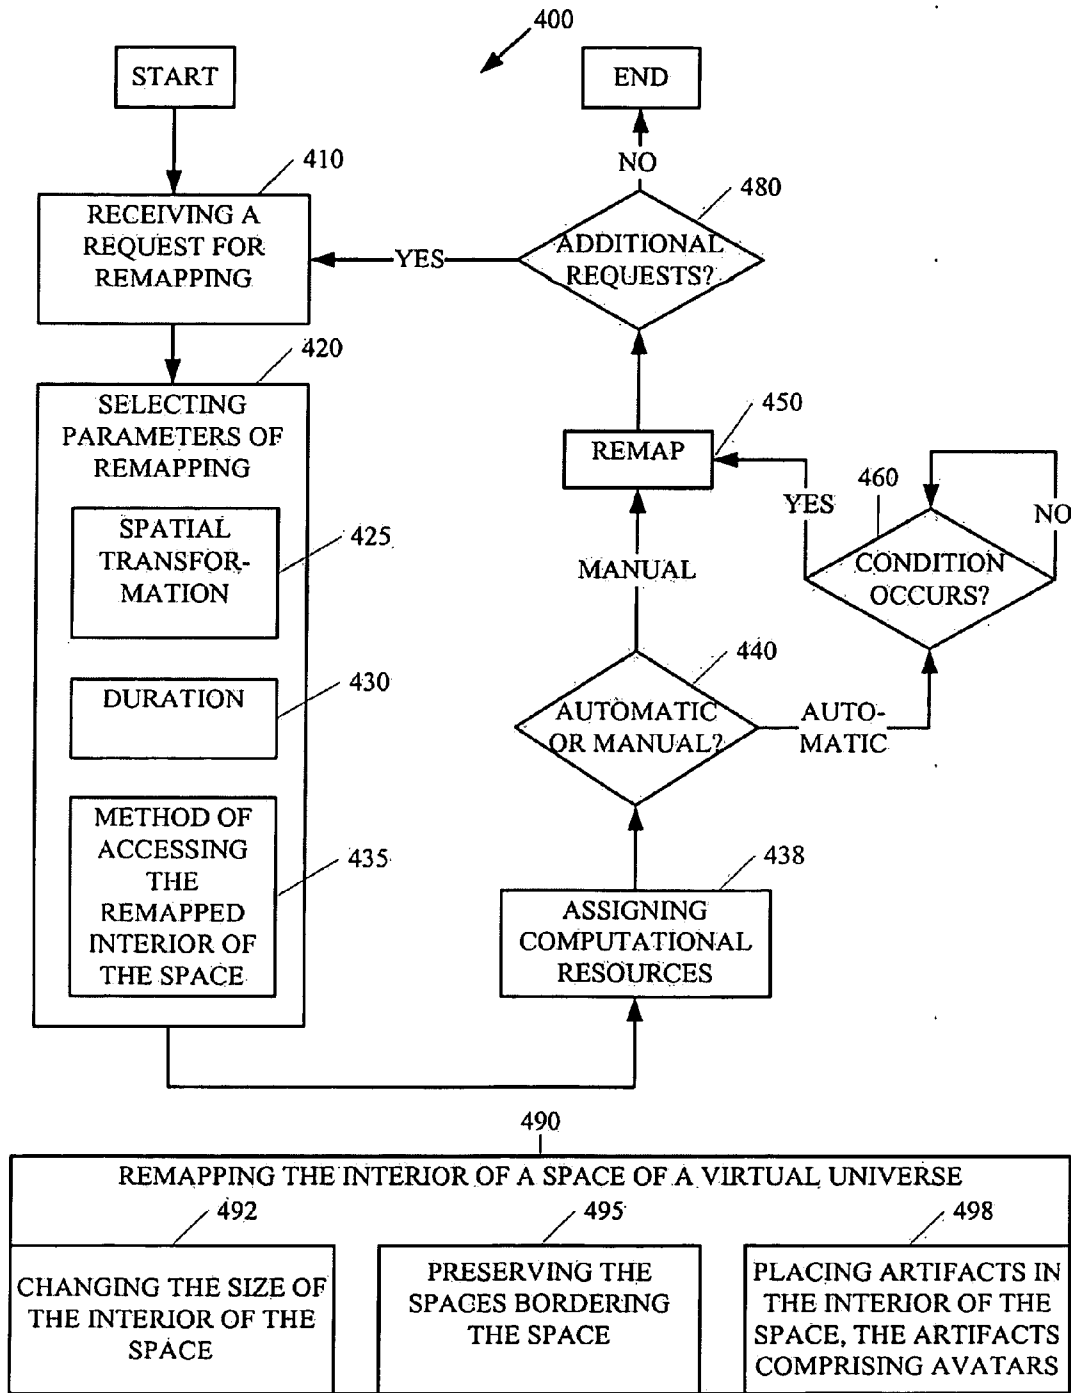 400
START
END
410
NO
480
RECEIVING A
REQUEST FOR
REMAPPING
YES
ADDITIONAL
REQUESTS?
420
SELECTING
PARAMETERS OF
REMAPPING
450
REMAP
460
YES
NO
SPATIAL
TRANSFOR-
MATION
425
MANUAL
CONDITION
OCCURS?
440
DURATION
430
AUTOMATIC
OR MANUAL?
AUTO-
MATIC
METHOD OF
ACCESSING
THE
REMAPPED
INTERIOR OF
THE SPACE
435
438
ASSIGNING
COMPUTATIONAL
RESOURCES
490
REMAPPING THE INTERIOR OF A SPACE OF A VIRTUAL UNIVERSE
492
495
498
CHANGING THE SIZE OF
THE INTERIOR OF THE
SPACE
PRESERVING THE
SPACES BORDERING
THE SPACE
PLACING ARTIFACTS IN
THE INTERIOR OF THE
SPACE, THE ARTIFACTS
COMPRISING AVATARS